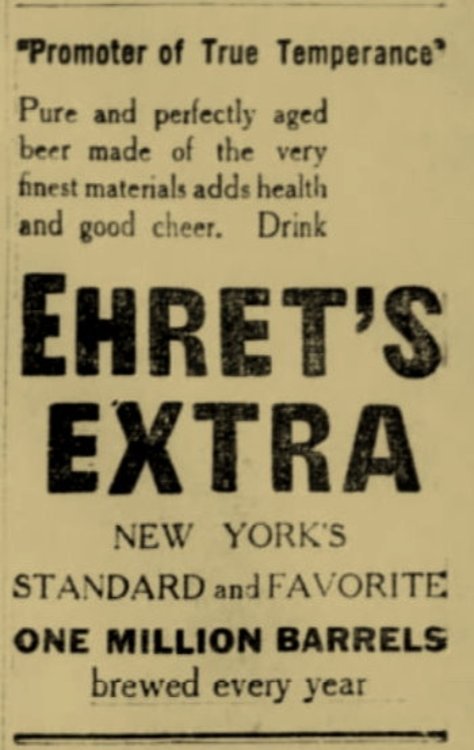 "Promoter of True Temperance"
Pure and perfectly aged
beer made of the very
finest materials adds health
and good cheer. Drink
EHRET'S
EXTRA
NEW YORK'S
STANDARD and FAVORITE
ONE MILLION BARRELS
brewed every year